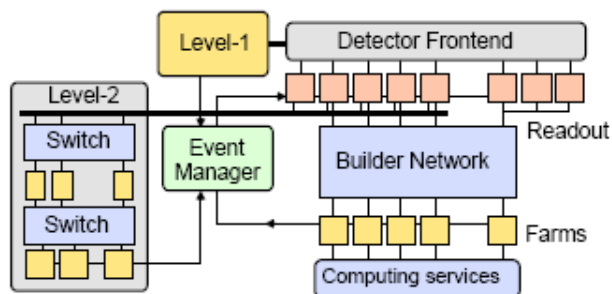 Level-1
Detector Frontend
Level-2
Switch
Event
Manager
Builder Network
Readout
Switch
Farms
Computing services